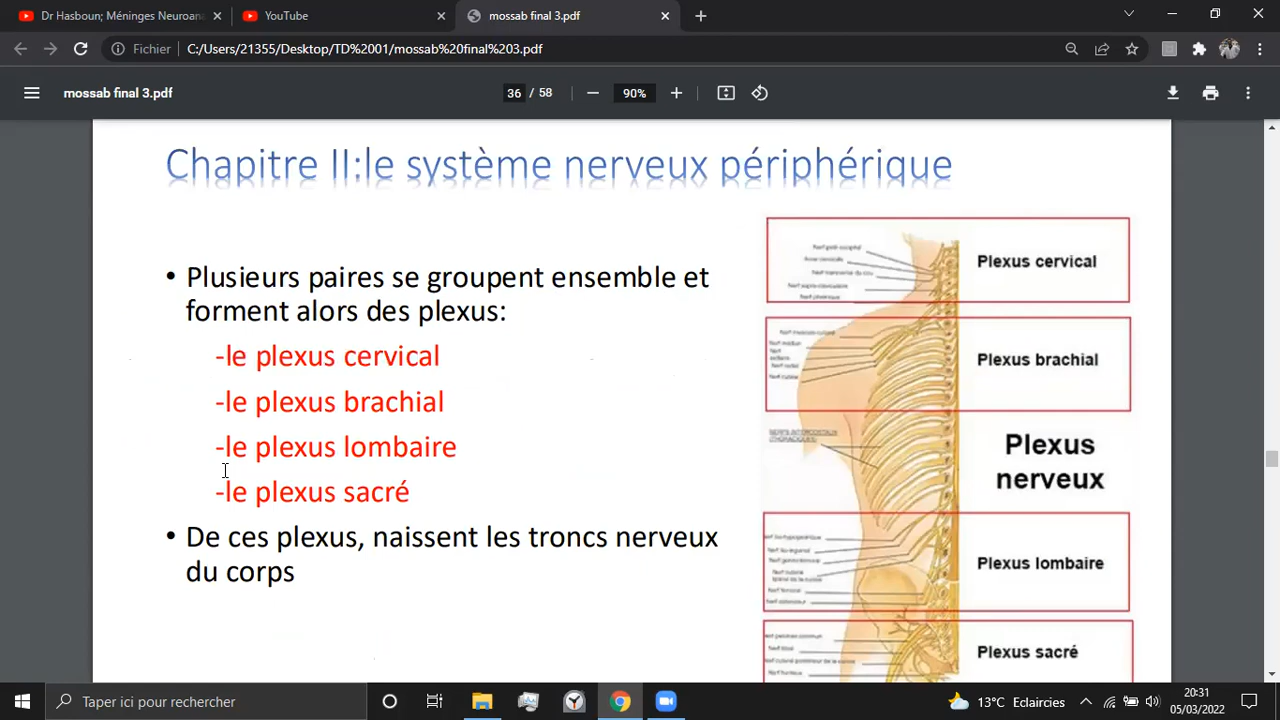 Dr Hasboun; Méninges Neuroana
YouTube
mossab final 3.pdf
Fichier
C:/Users/21355/Desktop/TD%2001/mossab%20final%203.pdf
mossab final 3.pdf
36 / 58
90%
Chapitre II:le système nerveux périphérique
• Plusieurs paires se groupent ensemble et
forment alors des plexus:
-le plexus cervical
-le plexus brachial
-le plexus lombaire
-le plexus sacré
• De ces plexus, naissent les troncs nerveux
du corps
Plexus cervical
Plexus brachial
NERFS INTERCOSTAUX
(THORACIQUES)
Plexus
nerveux
Plexus lombaire
Plexus sacré
Taper ici pour rechercher
13°C Eclaircies
20:31
05/03/2022